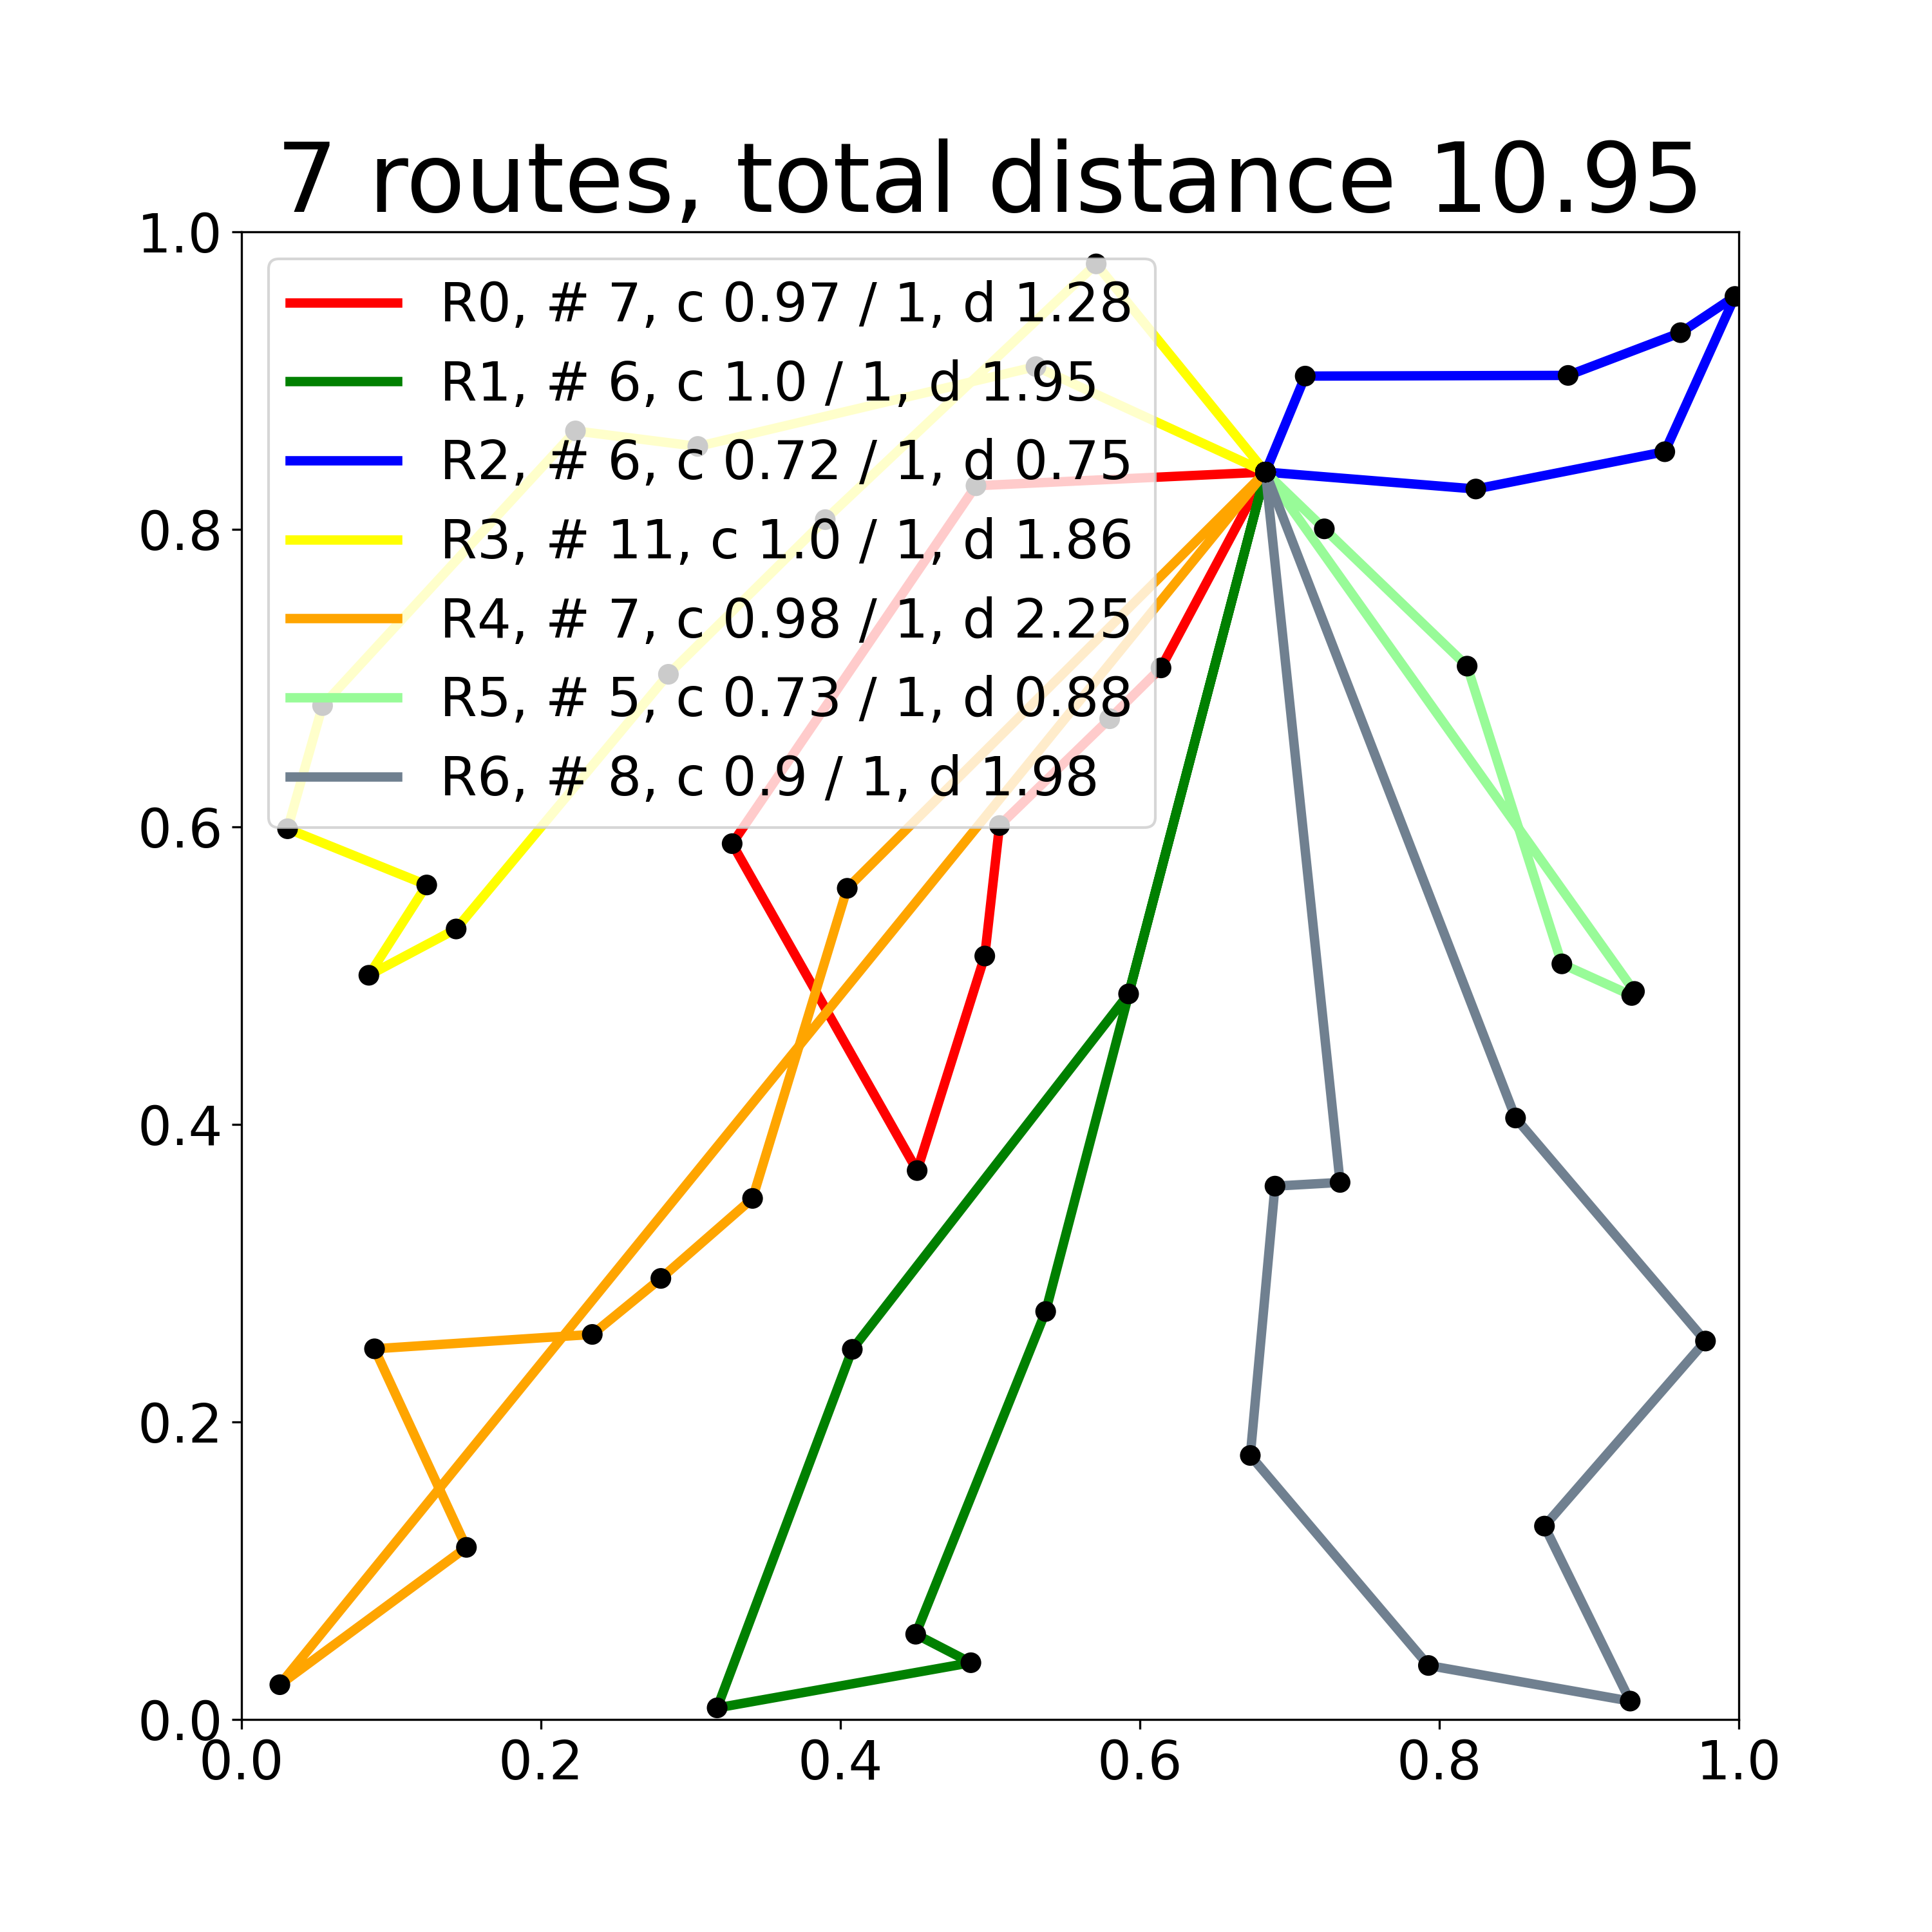 7 routes, total distance 10.95
1.0
R0, # 7, c 0.97 / 1, d 1.28
R1, # 6, c 1.0 / 1, d 1.95
R2, # 6, c 0.72 / 1, d 0.75
R3, # 11, c 1.0 / 1, d 1.86
R4, # 7, c 0.98 / 1, d 2.25
R5, # 5, c 0.73 / 1, d 0.88
R6, # 8, c 0.9 / 1, d 1.98
0.8
0.6
0.4
0.2
0.0
0.0 0.2 0.4 0.6 0.8 1.0